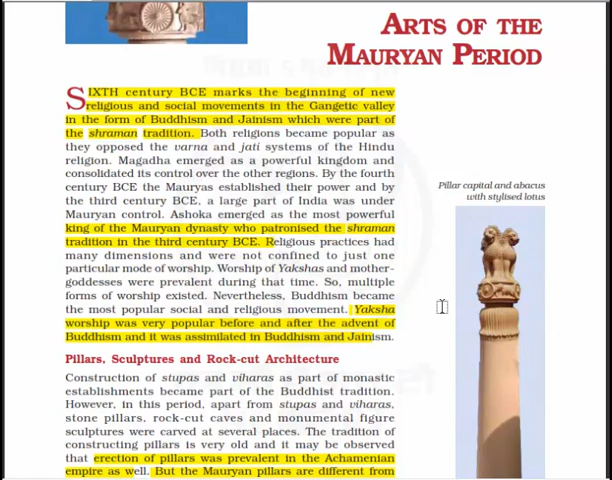 ARTS OF THE
MAURYAN PERIOD
SIXTH century BCE marks the beginning of new
religious and social movements in the Gangetic valley
in the form of Buddhism and Jainism which were part of
the shraman tradition. Both religions became popular as
they opposed the varna and jati systems of the Hindu
religion. Magadha emerged as a powerful kingdom and
consolidated its control over the other regions. By the fourth
century BCE the Mauryas established their power and by
the third century BCE, a large part of India was under
Mauryan control. Ashoka emerged as the most powerful
king of the Mauryan dynasty who patronised the shraman
tradition in the third century BCE. Religious practices had
many dimensions and were not confined to just one
particular mode of worship. Worship of Yakshas and mother-
goddesses were prevalent during that time. So, multiple
forms of worship existed. Nevertheless, Buddhism became
the most popular social and religious movement. Yaksha
worship was very popular before and after the advent of
Buddhism and it was assimilated in Buddhism and Jainism.
Pillars, Sculptures and Rock-cut Architecture
Construction of stupas and viharas as part of monastic
establishments became part of the Buddhist tradition.
However, in this period, apart from stupas and viharas,
stone pillars, rock-cut caves and monumental figure
sculptures were carved at several places. The tradition of
constructing pillars is very old and it may be observed
that erection of pillars was prevalent in the Achamenian
empire as well. But the Mauryan pillars are different from
Pillar capital and abacus
with stylised lotus